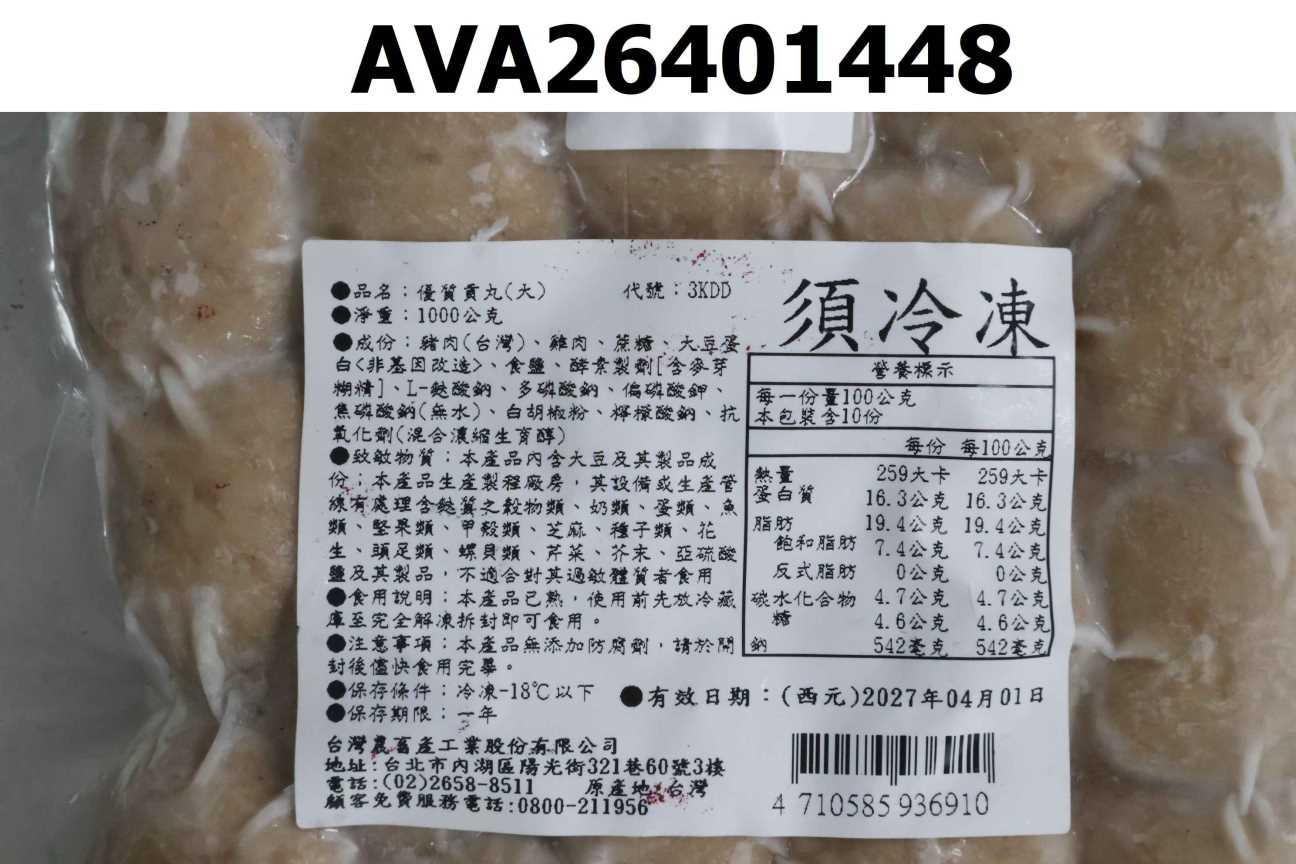 AVA26401448
●品名：優質貢丸(大)　代號：3KDD
●淨重：1000公克
須冷凍
●成份：豬肉(台灣)、雞肉、蔗糖、大豆蛋
白<非基因改造>、食鹽、酵素製劑[含麥芽
糊精]、L-麩酸鈉、多磷酸鈉、偏磷酸鉀、
焦磷酸鈉(無水)、白胡椒粉、檸檬酸鈉、抗
氧化劑(混合濃縮生育醇)
●致敏物質：本產品內含大豆及其製品成
份；本產品生產製程廠房，其設備或生產管
線有處理含麩質之穀物類、奶類、蛋類、魚
類、堅果類、甲殼類、芝麻、種子類、花
生、頭足類、螺貝類、芹菜、芥末、亞硫酸
鹽及其製品，不適合對其過敏體質者食用
●食用說明：本產品已熟，使用前先放冷藏
庫至完全解凍拆封即可食用。
●注意事項：本產品無添加防腐劑，請於開
封後儘快食用完畢。
●保存條件：冷凍-18℃以下
●保存期限：一年
營養標示
每一份量100公克
本包裝含10份
每份 每100公克
熱量 259大卡 259大卡
蛋白質 16.3公克 16.3公克
脂肪 19.4公克 19.4公克
飽和脂肪 7.4公克 7.4公克
反式脂肪 0公克 0公克
碳水化合物 4.7公克 4.7公克
糖 4.6公克 4.6公克
鈉 542毫克 542毫克
●有效日期：(西元)2027年04月01日
台灣農畜產工業股份有限公司
地址:台北市內湖區陽光街321巷60號3樓
電話:(02)2658-8511 原產地:台灣
顧客免費服務電話:0800-211956
4 710585 936910